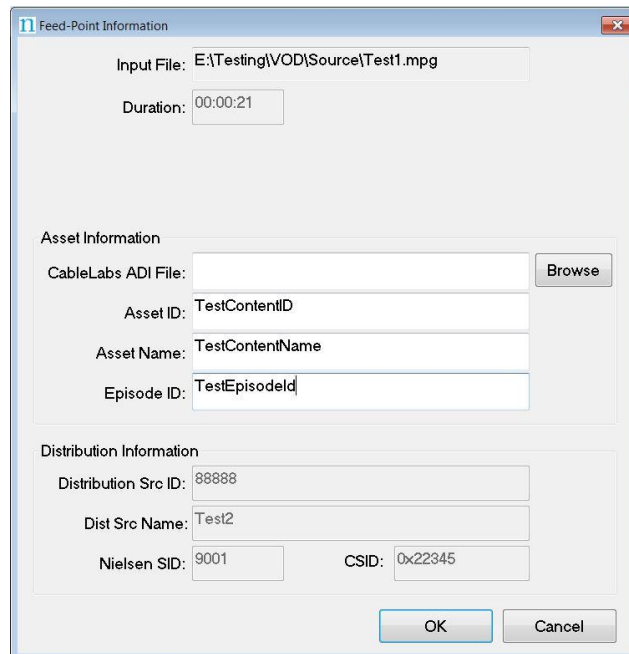 n Feed-Point Information
Input File: E:\Testing\VOD\Source\Test1.mpg
Duration: 00:00:21
Asset Information
CableLabs ADI File: Browse
Asset ID: TestContentID
Asset Name: TestContentName
Episode ID: TestEpisodeId
Distribution Information
Distribution Src ID: 88888
Dist Src Name: Test2
Nielsen SID: 9001 CSID: 0x22345
OK Cancel